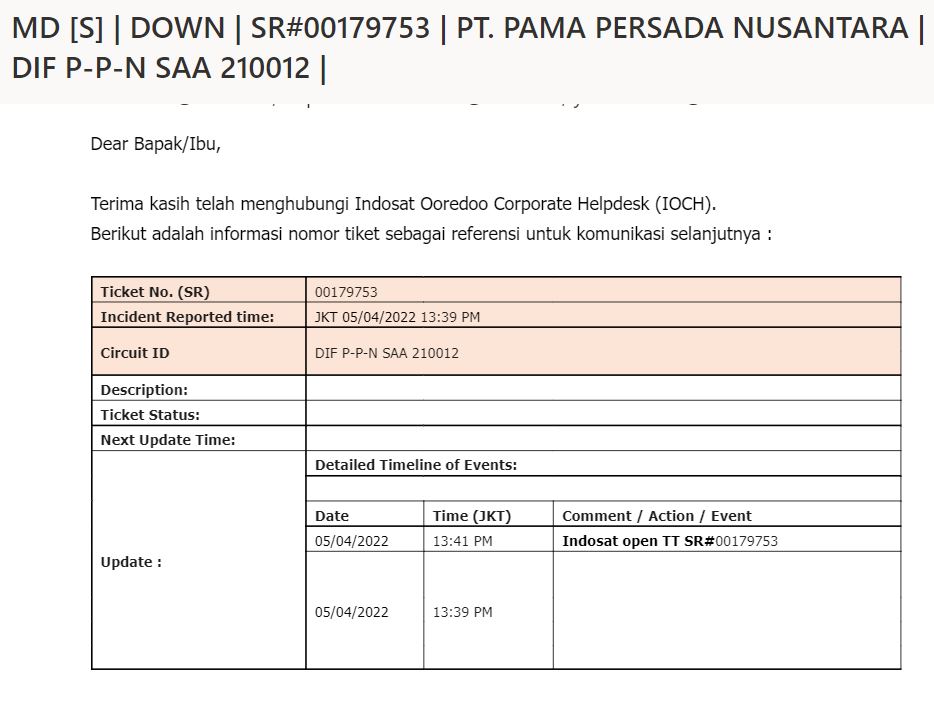 MD [S] | DOWN | SR#00179753 | PT. PAMA PERSADA NUSANTARA |
DIF P-P-N SAA 210012 |
Dear Bapak/Ibu,
Terima kasih telah menghubungi Indosat Ooredoo Corporate Helpdesk (IOCH).
Berikut adalah informasi nomor tiket sebagai referensi untuk komunikasi selanjutnya :
Ticket No. (SR) 00179753
Incident Reported time: JKT 05/04/2022 13:39 PM
Circuit ID DIF P-P-N SAA 210012
Description:
Ticket Status:
Next Update Time:
Update :
Detailed Timeline of Events:
Date Time (JKT) Comment / Action / Event
05/04/2022 13:41 PM Indosat open TT SR#00179753
05/04/2022 13:39 PM